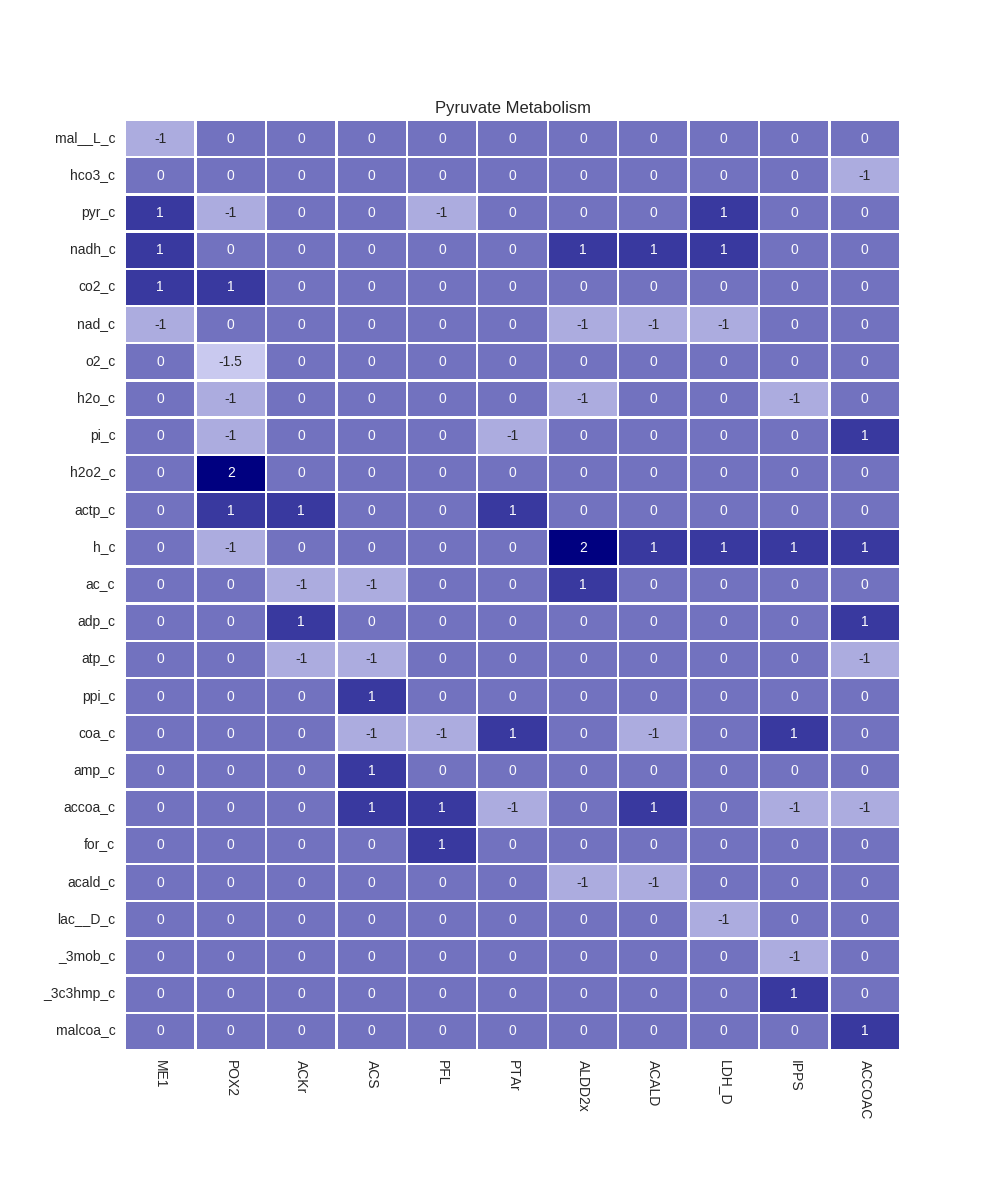 Pyruvate Metabolism
mal__L_c -1 0 0 0 0 0 0 0 0 0 0
hco3_c 0 0 0 0 0 0 0 0 0 0 -1
pyr_c 1 -1 0 0 -1 0 0 0 1 0 0
nadh_c 1 0 0 0 0 0 1 1 1 0 0
co2_c 1 1 0 0 0 0 0 0 0 0 0
nad_c -1 0 0 0 0 0 -1 -1 -1 0 0
o2_c 0 -1.5 0 0 0 0 0 0 0 0 0
h2o_c 0 -1 0 0 0 0 -1 0 0 -1 0
pi_c 0 -1 0 0 0 -1 0 0 0 0 1
h2o2_c 0 2 0 0 0 0 0 0 0 0 0
actp_c 0 1 1 0 0 1 0 0 0 0 0
h_c 0 -1 0 0 0 0 2 1 1 1 1
ac_c 0 0 -1 -1 0 0 1 0 0 0 0
adp_c 0 0 1 0 0 0 0 0 0 0 1
atp_c 0 0 -1 -1 0 0 0 0 0 0 -1
ppi_c 0 0 0 1 0 0 0 0 0 0 0
coa_c 0 0 0 -1 -1 1 0 -1 0 1 0
amp_c 0 0 0 1 0 0 0 0 0 0 0
accoa_c 0 0 0 1 1 -1 0 1 0 -1 -1
for_c 0 0 0 0 1 0 0 0 0 0 0
acald_c 0 0 0 0 0 0 -1 -1 0 0 0
lac__D_c 0 0 0 0 0 0 0 0 -1 0 0
_3mob_c 0 0 0 0 0 0 0 0 0 -1 0
_3c3hmp_c 0 0 0 0 0 0 0 0 0 1 0
malcoa_c 0 0 0 0 0 0 0 0 0 0 1
ME1 POX2 ACKr ACS PFL PTAr ALDD2x ACALD LDH_D IPPS ACCOAC